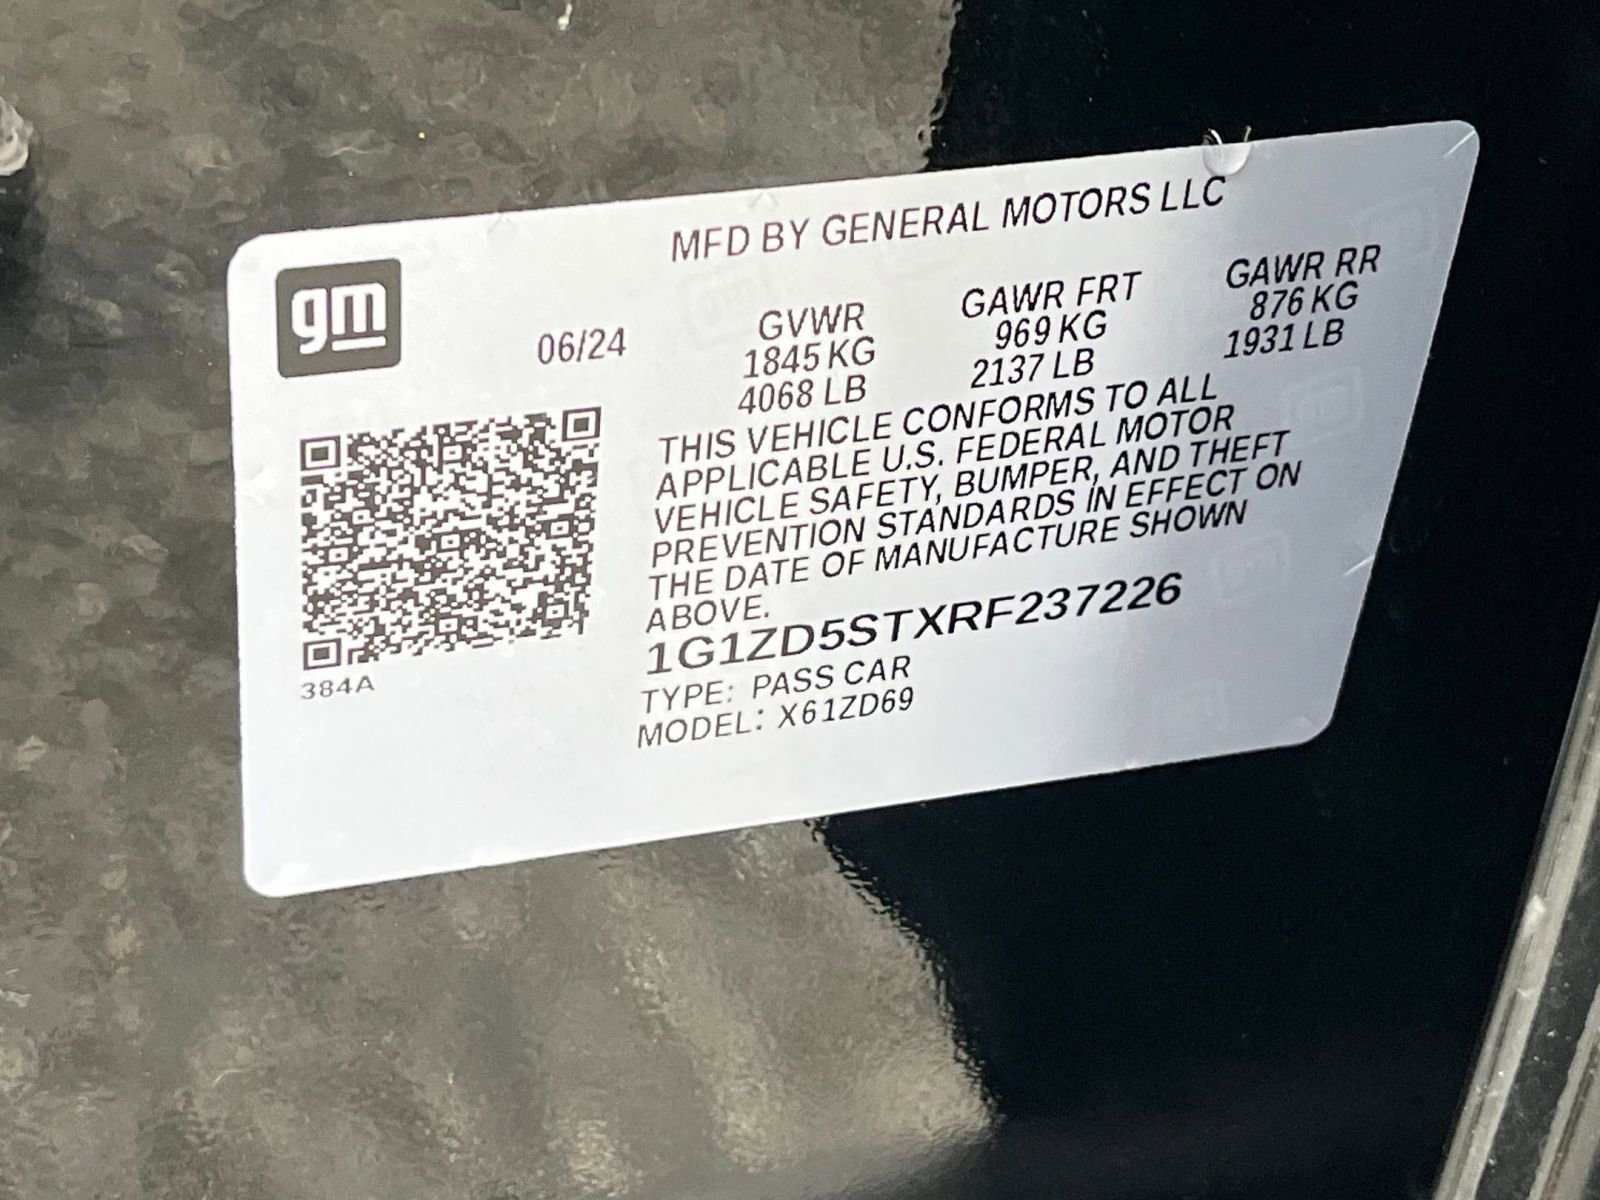 MFD BY GENERAL MOTORS LLC
gm
06/24
GVWR
1845 KG
4068 LB
GAWR FRT
969 KG
2137 LB
GAWR RR
876 KG
1931 LB
THIS VEHICLE CONFORMS TO ALL
APPLICABLE U.S. FEDERAL MOTOR
VEHICLE SAFETY, BUMPER, AND THEFT
PREVENTION STANDARDS IN EFFECT ON
THE DATE OF MANUFACTURE SHOWN
ABOVE.
1G1ZD5STXRF237226
TYPE: PASS CAR
MODEL: X61ZD69
384A